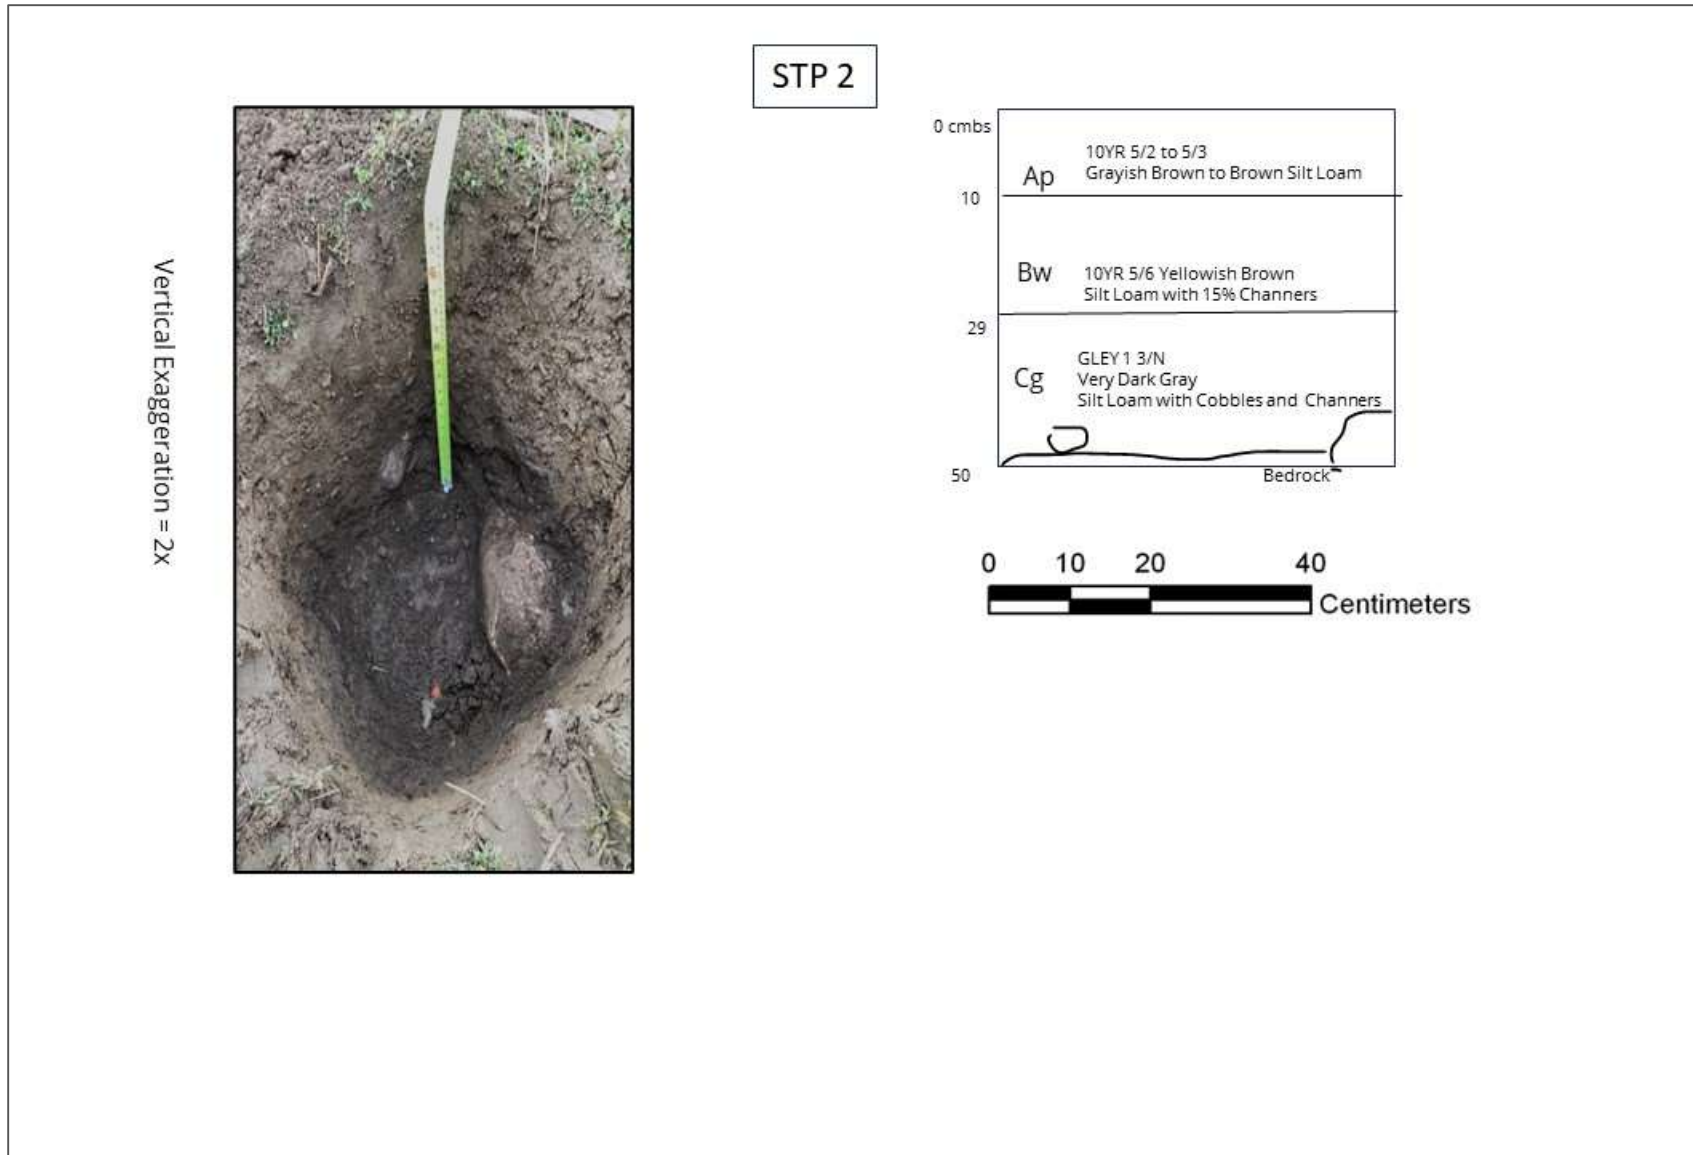 STP 2
Vertical Exaggeration = 2x
0 cmbs
Ap
10YR 5/2 to 5/3
Grayish Brown to Brown Silt Loam
10
Bw
10YR 5/6 Yellowish Brown
Silt Loam with 15% Channers
29
Cg
GLEY 1 3/N
Very Dark Gray
Silt Loam with Cobbles and Channers
50
Bedrock
0 10 20 40
Centimeters